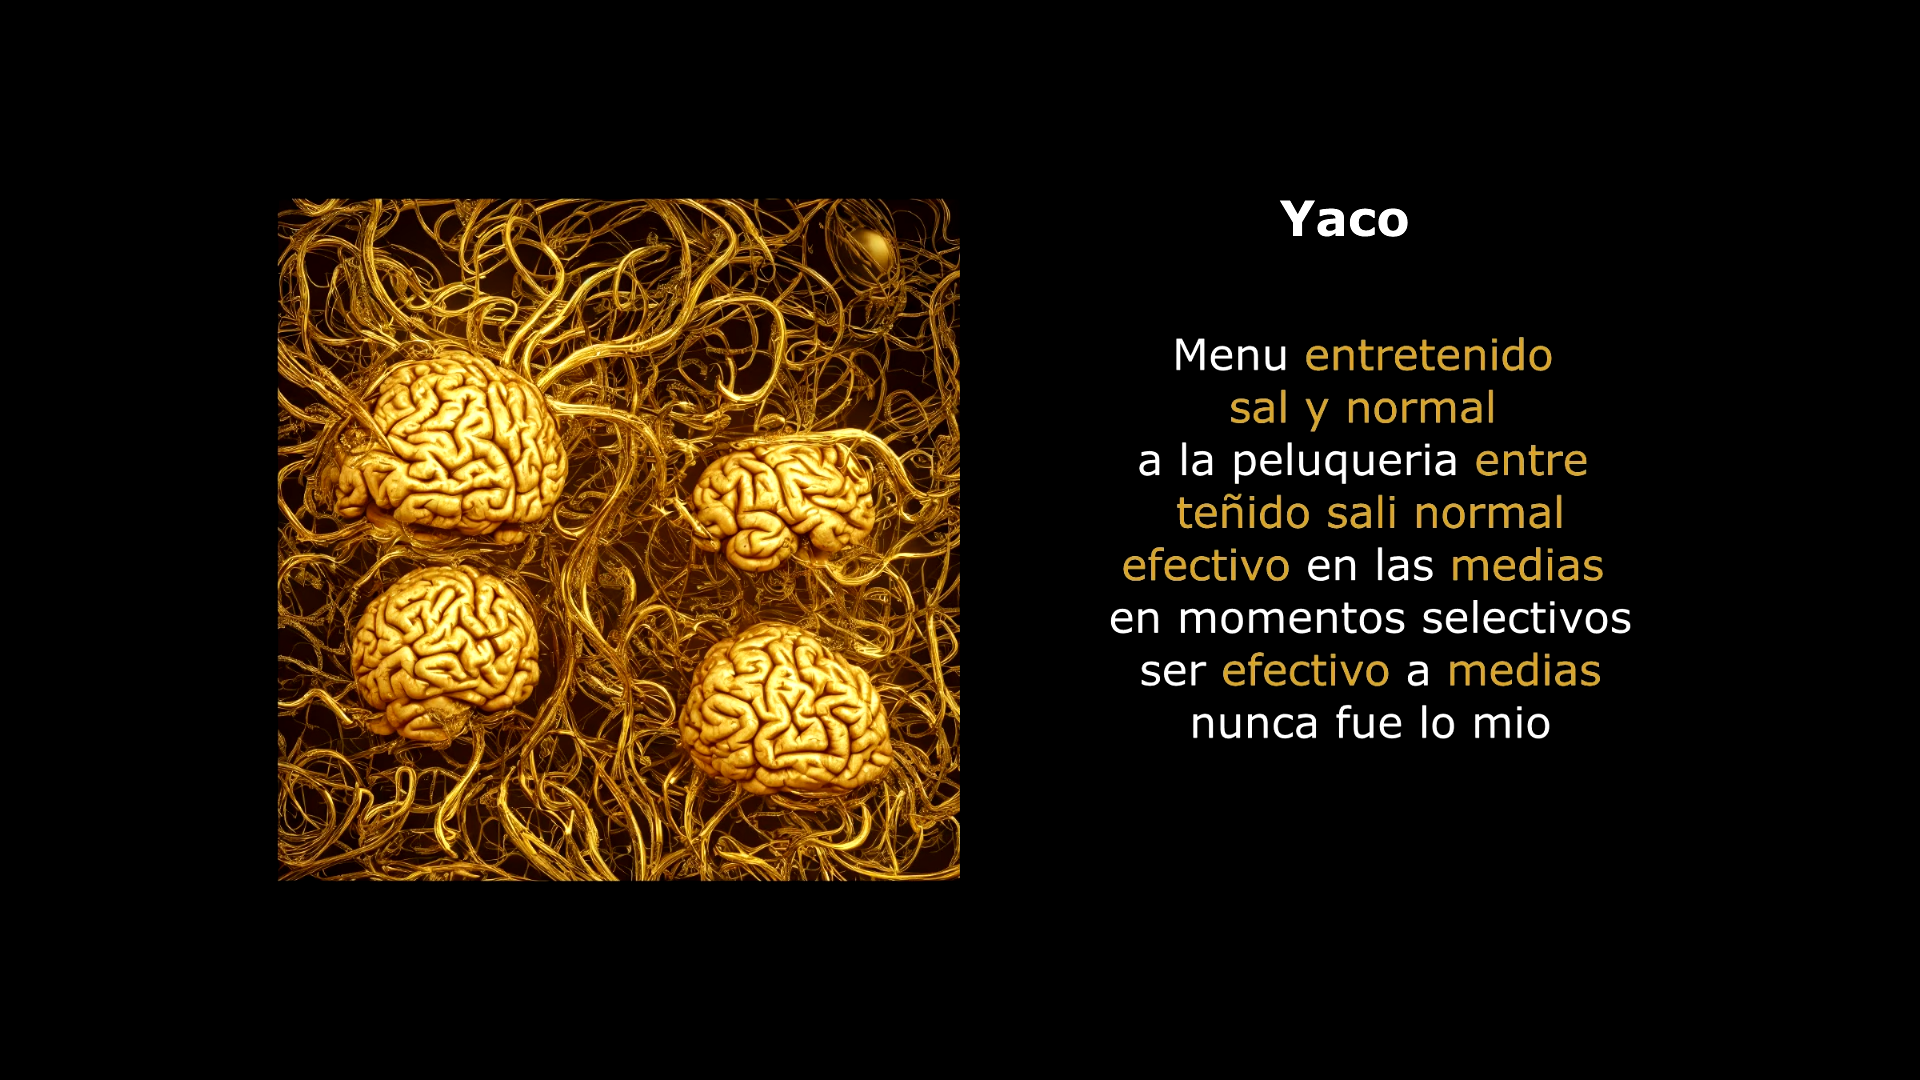 Yaco
Menu entretenido
sal y normal
a la peluqueria entre
teñido sali normal
efectivo en las medias
en momentos selectivos
ser efectivo a medias
nunca fue lo mio